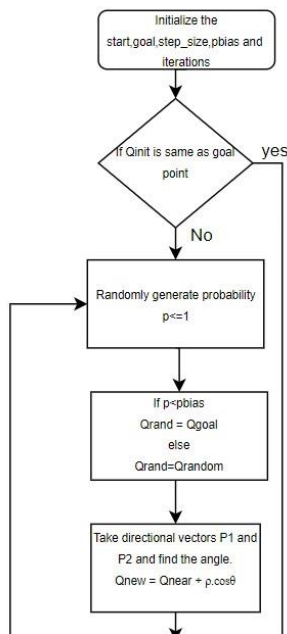 Initialize the
start,goal,step_size,pbias and
iterations
If Qinit is same as goal
point
yes
No
Randomly generate probability
p<=1
If p<pbias
Qrand = Qgoal
else
Qrand=Qrandom
Take directional vectors P1 and
P2 and find the angle.
Qnew = Qnear + ρ.cosθ